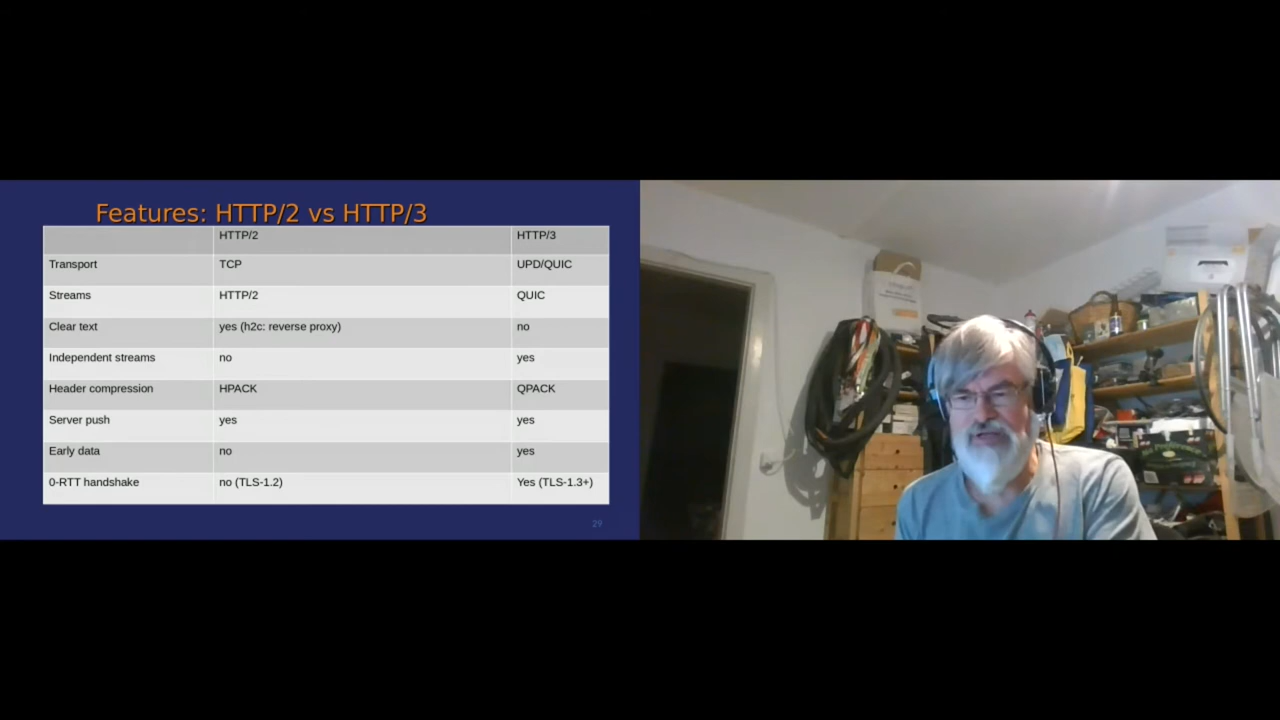 Features: HTTP/2 vs HTTP/3
HTTP/2 HTTP/3
Transport TCP UPD/QUIC
Streams HTTP/2 QUIC
Clear text yes (h2c: reverse proxy) no
Independent streams no yes
Header compression HPACK QPACK
Server push yes yes
Early data no yes
0-RTT handshake no (TLS-1.2) Yes (TLS-1.3+)
29